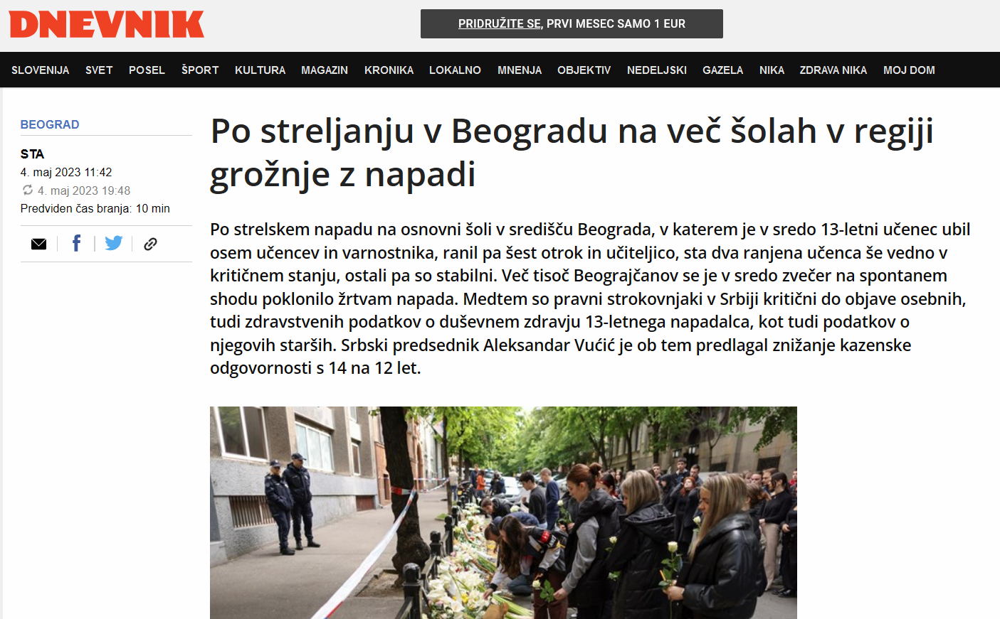 DNEVNIK
PRIDRUŽITE SE, PRVI MESEC SAMO 1 EUR
SLOVENIJA SVET POSEL ŠPORT KULTURA MAGAZIN KRONIKA LOKALNO MNENJA OBJEKTIV NEDELJSKI GAZELA NIKA ZDRAVA NIKA MOJ DOM
BEOGRAD
STA
4. maj 2023 11:42
4. maj 2023 19:48
Predviden čas branja: 10 min
Po streljanju v Beogradu na več šolah v regiji
grožnje z napadi
Po strelskem napadu na osnovni šoli v središču Beograda, v katerem je v sredo 13-letni učenec ubil
osem učencev in varnostnika, ranil pa šest otrok in učiteljico, sta dva ranjena učenca še vedno v
kritičnem stanju, ostali pa so stabilni. Več tisoč Beograjčanov se je v sredo zvečer na spontanem
shodu poklonilo žrtvam napada. Medtem so pravni strokovnjaki v Srbiji kritični do objave osebnih,
tudi zdravstvenih podatkov o duševnem zdravju 13-letnega napadalca, kot tudi podatkov o
njegovih starših. Srbski predsednik Aleksandar Vućić je ob tem predlagal znižanje kazenske
odgovornosti s 14 na 12 let.